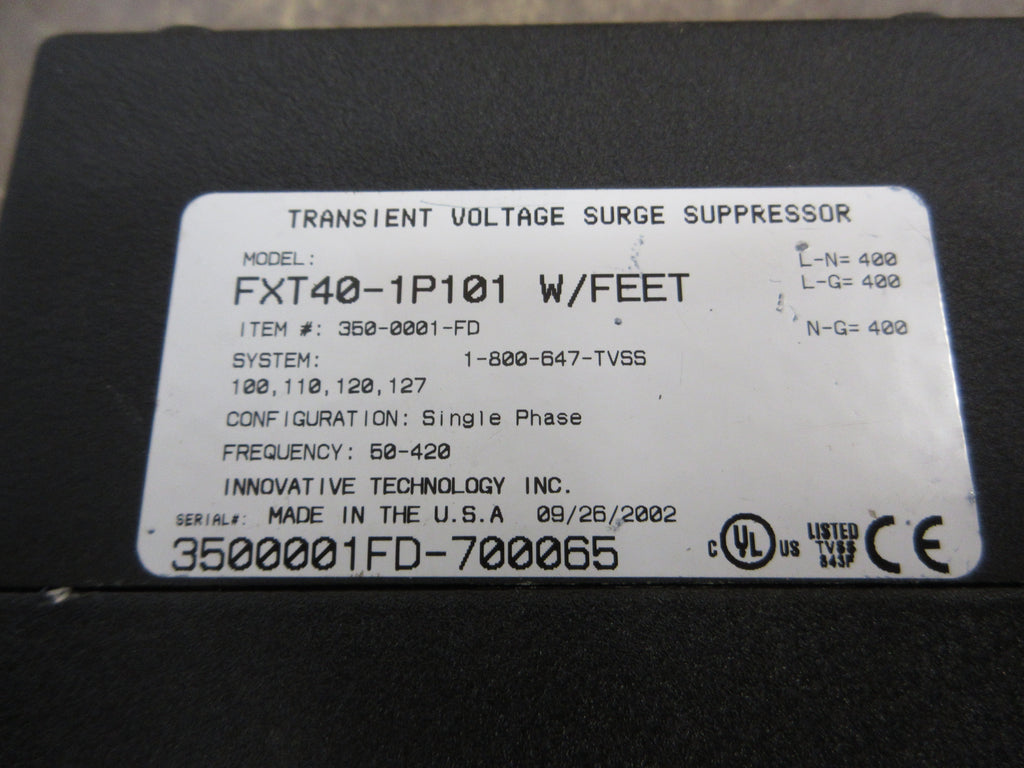 TRANSIENT VOLTAGE SURGE SUPPRESSOR
MODEL:
FXT40-1P101 W/FEET
L-N= 400
L-G= 400
N-G= 400
ITEM #: 350-0001-FD
SYSTEM: 1-800-647-TVSS
100,110,120,127
CONFIGURATION: Single Phase
FREQUENCY: 50-420
INNOVATIVE TECHNOLOGY INC.
SERIAL#: MADE IN THE U.S.A 09/26/2002
3500001FD-700065
C UL US LISTED
TVSS
CE